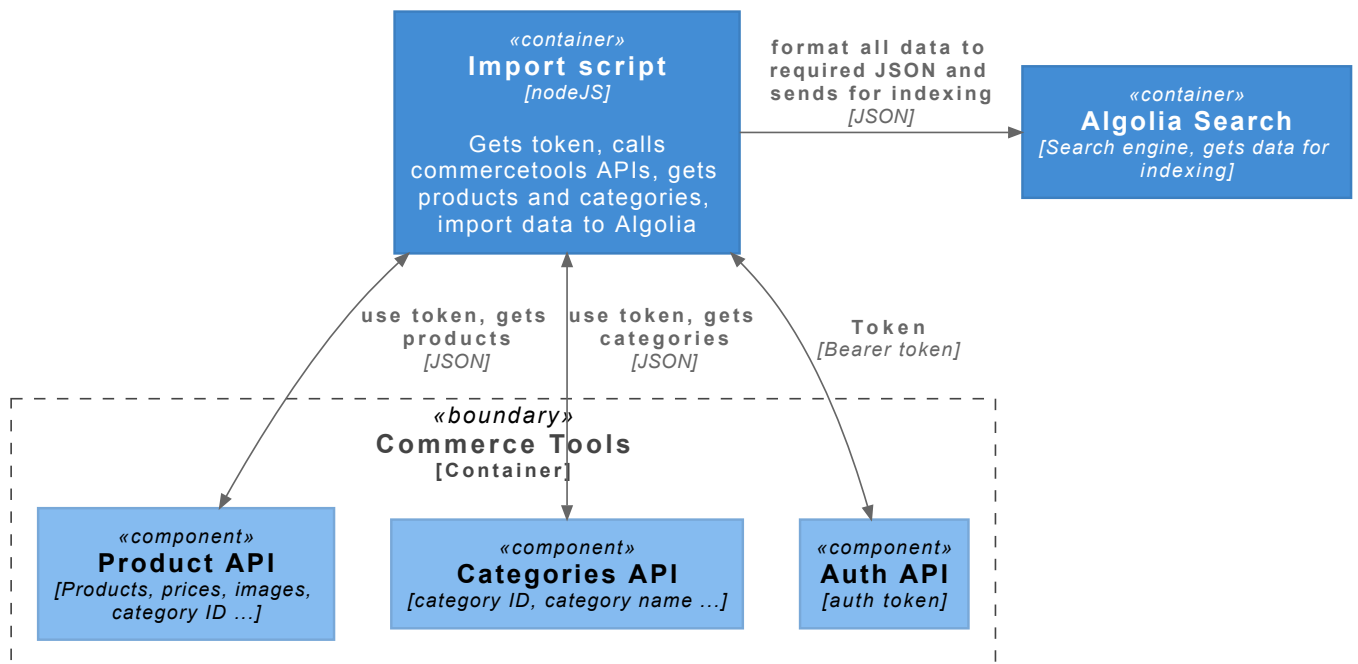 «container»
Import script
[nodeJS]
Gets token, calls
commercetools APIs, gets
products and categories,
import data to Algolia
format all data to
required JSON and
sends for indexing
[JSON]
«container»
Algolia Search
[Search engine, gets data for
indexing]
use token, gets
products
[JSON]
use token, gets
categories
[JSON]
Token
[Bearer token]
«boundary»
Commerce Tools
[Container]
«component»
Product API
[Products, prices, images,
category ID ...]
«component»
Categories API
[category ID, category name ...]
«component»
Auth API
[auth token]